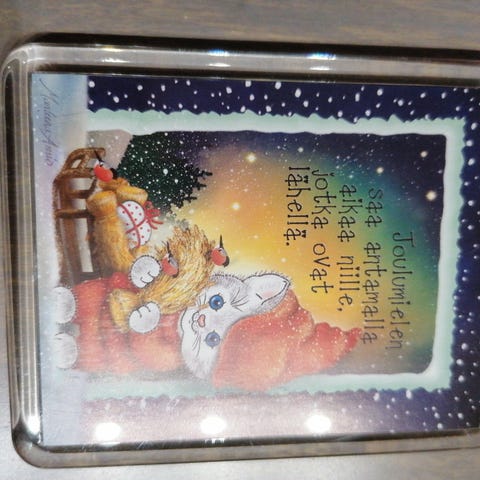 Joulumielen
saa antamalla
aikaa niille,
jotka ovat
lähellä.